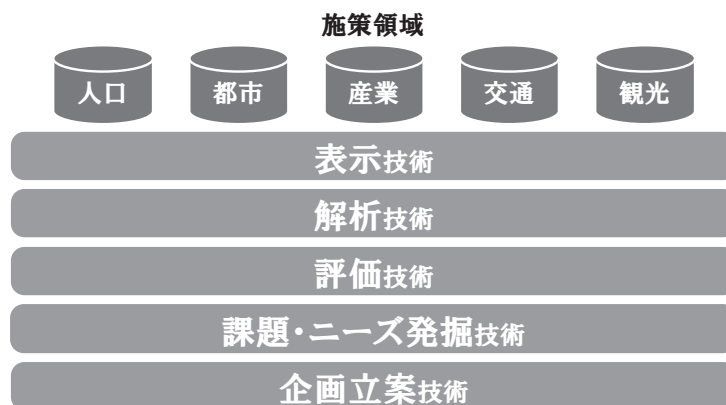 施策領域
人口 都市 産業 交通 観光
表示技術
解析技術
評価技術
課題・ニーズ発掘技術
企画立案技術